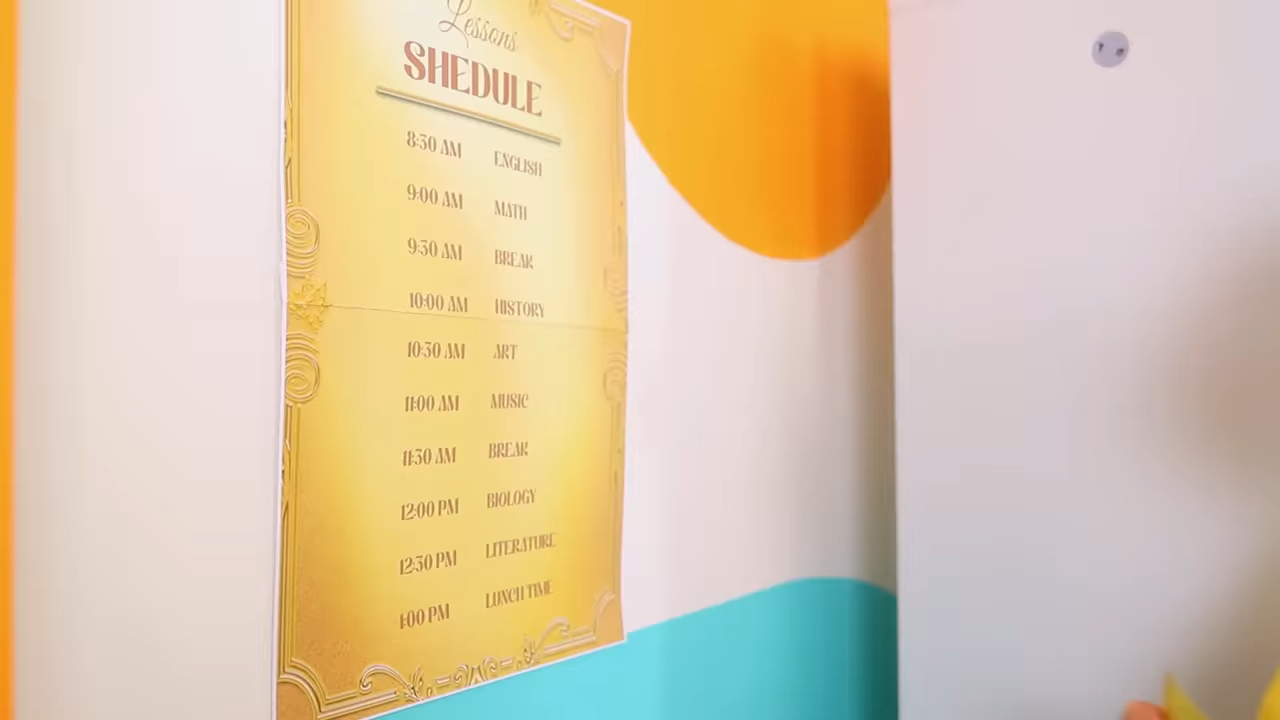 Lessons
SHEDULE
8:30 AM ENGLISH
9:00 AM MATH
9:30 AM BREAK
10:00 AM HISTORY
10:30 AM ART
11:00 AM MUSIC
11:30 AM BREAK
12:00 PM BIOLOGY
12:30 PM LITERATURE
1:00 PM LUNCH TIME